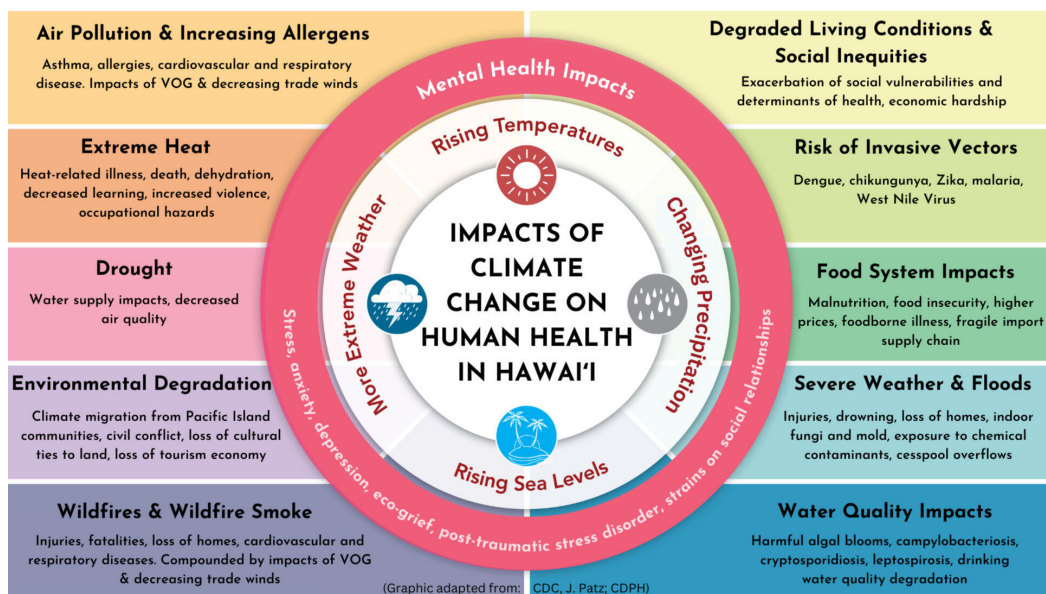 Air Pollution & Increasing Allergens
Asthma, allergies, cardiovascular and respiratory
disease. Impacts of VOG & decreasing trade winds
Extreme Heat
Heat-related illness, death, dehydration,
decreased learning, increased violence,
occupational hazards
Drought
Water supply impacts, decreased
air quality
Environmental Degradation
Climate migration from Pacific Island
communities, civil conflict, loss of cultural
ties to land, loss of tourism economy
Wildfires & Wildfire Smoke
Injuries, fatalities, loss of homes, cardiovascular and
respiratory diseases. Compounded by impacts of VOG
& decreasing trade winds
Mental Health Impacts
Stress, anxiety, depression, eco-grief, post-traumatic stress disorder, strains on social relationships
Rising Temperatures
Changing Precipitation
Rising Sea Levels
More Extreme Weather
IMPACTS OF
CLIMATE
CHANGE ON
HUMAN HEALTH
IN HAWAIʻI
Degraded Living Conditions &
Social Inequities
Exacerbation of social vulnerabilities and
determinants of health, economic hardship
Risk of Invasive Vectors
Dengue, chikungunya, Zika, malaria,
West Nile Virus
Food System Impacts
Malnutrition, food insecurity, higher
prices, foodborne illness, fragile import
supply chain
Severe Weather & Floods
Injuries, drowning, loss of homes, indoor
fungi and mold, exposure to chemical
contaminants, cesspool overflows
Water Quality Impacts
Harmful algal blooms, campylobacteriosis,
cryptosporidiosis, leptospirosis, drinking
water quality degradation
(Graphic adapted from: CDC, J. Patz; CDPH)